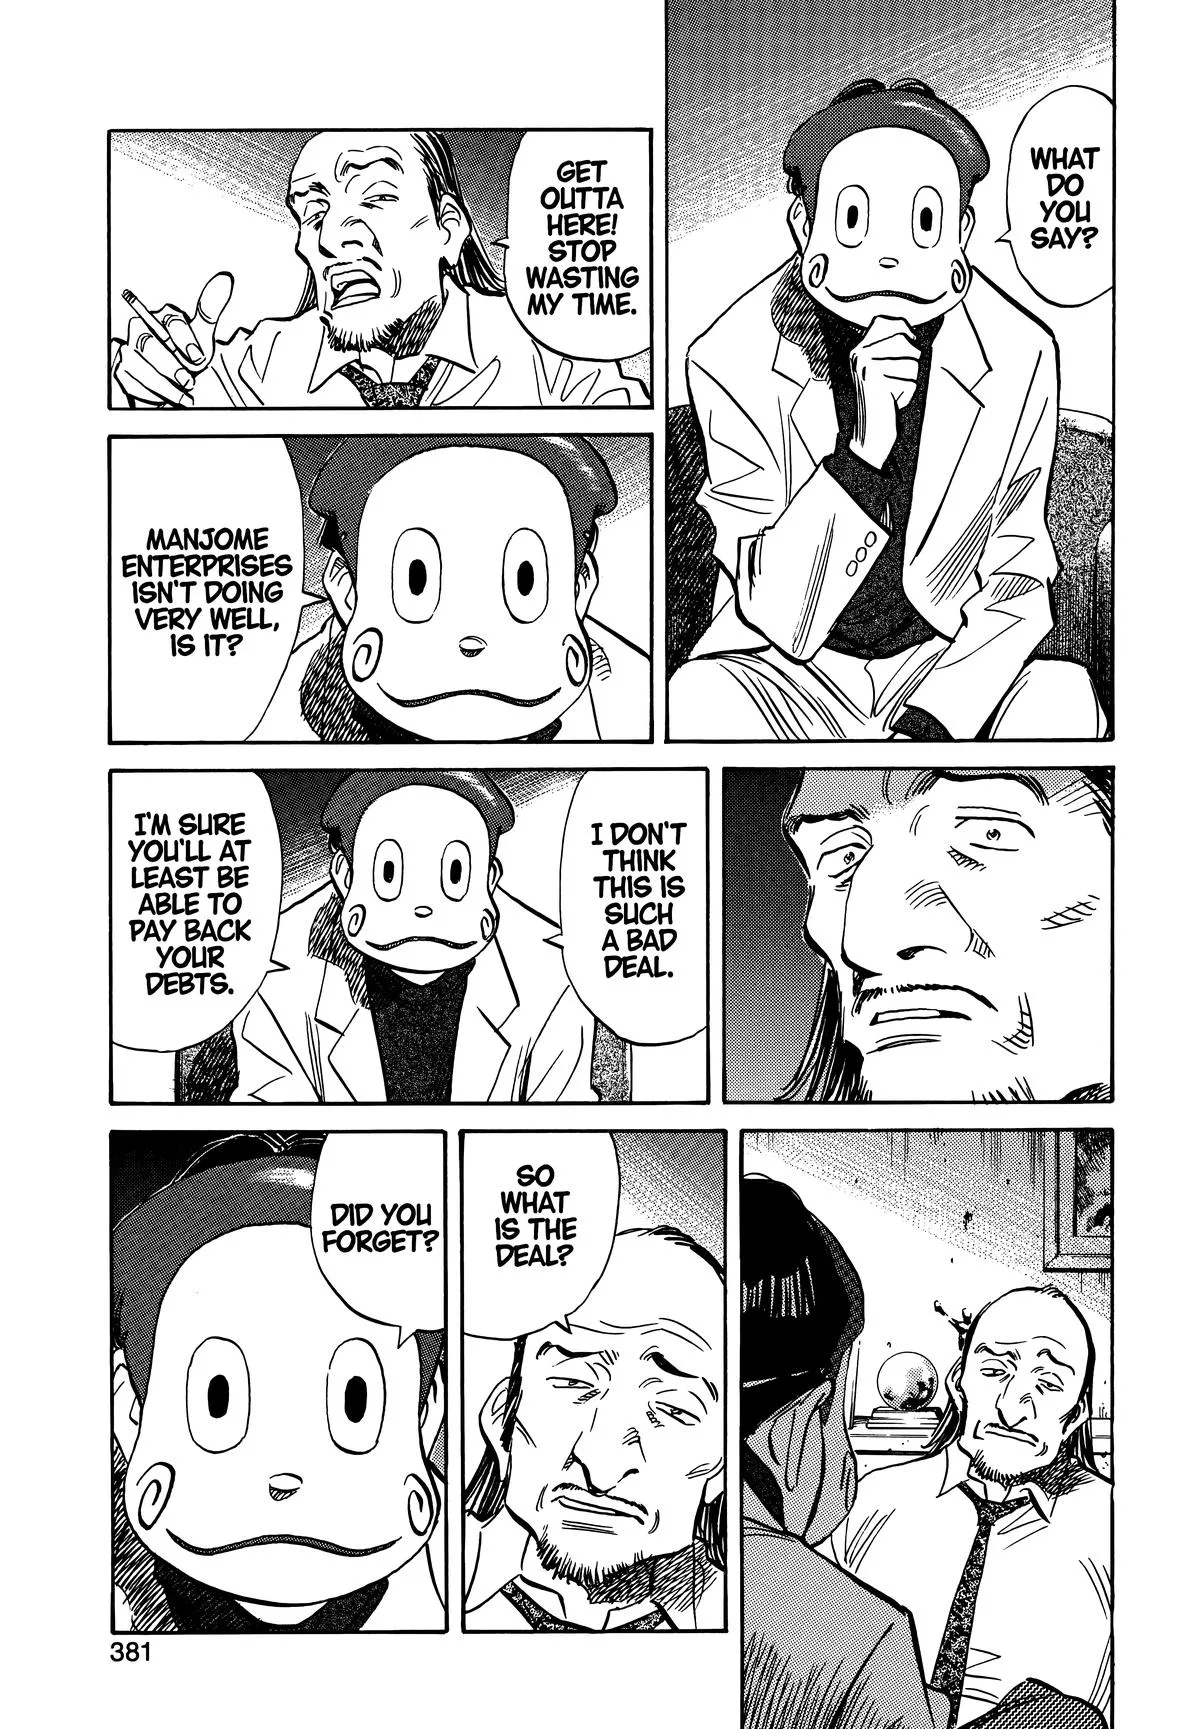 WHAT
DO
YOU
SAY?
GET
OUTTA
HERE!
STOP
WASTING
MY TIME.
MANJOME
ENTERPRISES
ISN'T DOING
VERY WELL,
IS IT?
I DON'T
THINK
THIS IS
SUCH
A BAD
DEAL.
I'M SURE
YOU'LL AT
LEAST BE
ABLE TO
PAY BACK
YOUR
DEBTS.
SO
WHAT
IS THE
DEAL?
DID YOU
FORGET?
381